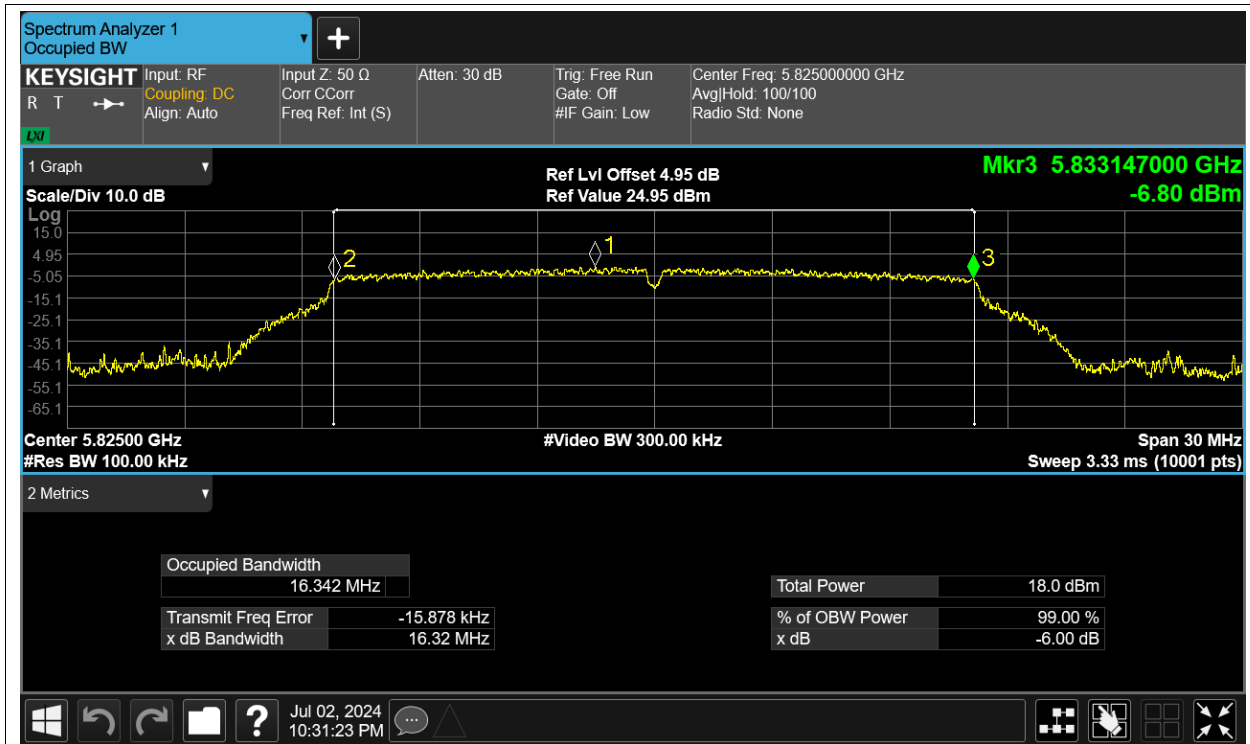 Spectrum Analyzer 1
Occupied BW
+
KEYSIGHT Input: RF Input Z: 50 Ω Atten: 30 dB Trig: Free Run Center Freq: 5.825000000 GHz
R T Coupling: DC Corr CCorr Gate: Off Avg|Hold: 100/100
Align: Auto Freq Ref: Int (S) #IF Gain: Low Radio Std: None
LXI
1 Graph
Ref Lvl Offset 4.95 dB Mkr3 5.833147000 GHz
Scale/Div 10.0 dB Ref Value 24.95 dBm -6.80 dBm
Log
15.0
4.95
-5.05
-15.1
-25.1
-35.1
-45.1
-55.1
-65.1
2 1 3
Center 5.82500 GHz #Video BW 300.00 kHz Span 30 MHz
#Res BW 100.00 kHz Sweep 3.33 ms (10001 pts)
2 Metrics
Occupied Bandwidth
16.342 MHz Total Power 18.0 dBm
Transmit Freq Error -15.878 kHz % of OBW Power 99.00 %
x dB Bandwidth 16.32 MHz x dB -6.00 dB
? Jul 02, 2024
10:31:23 PM